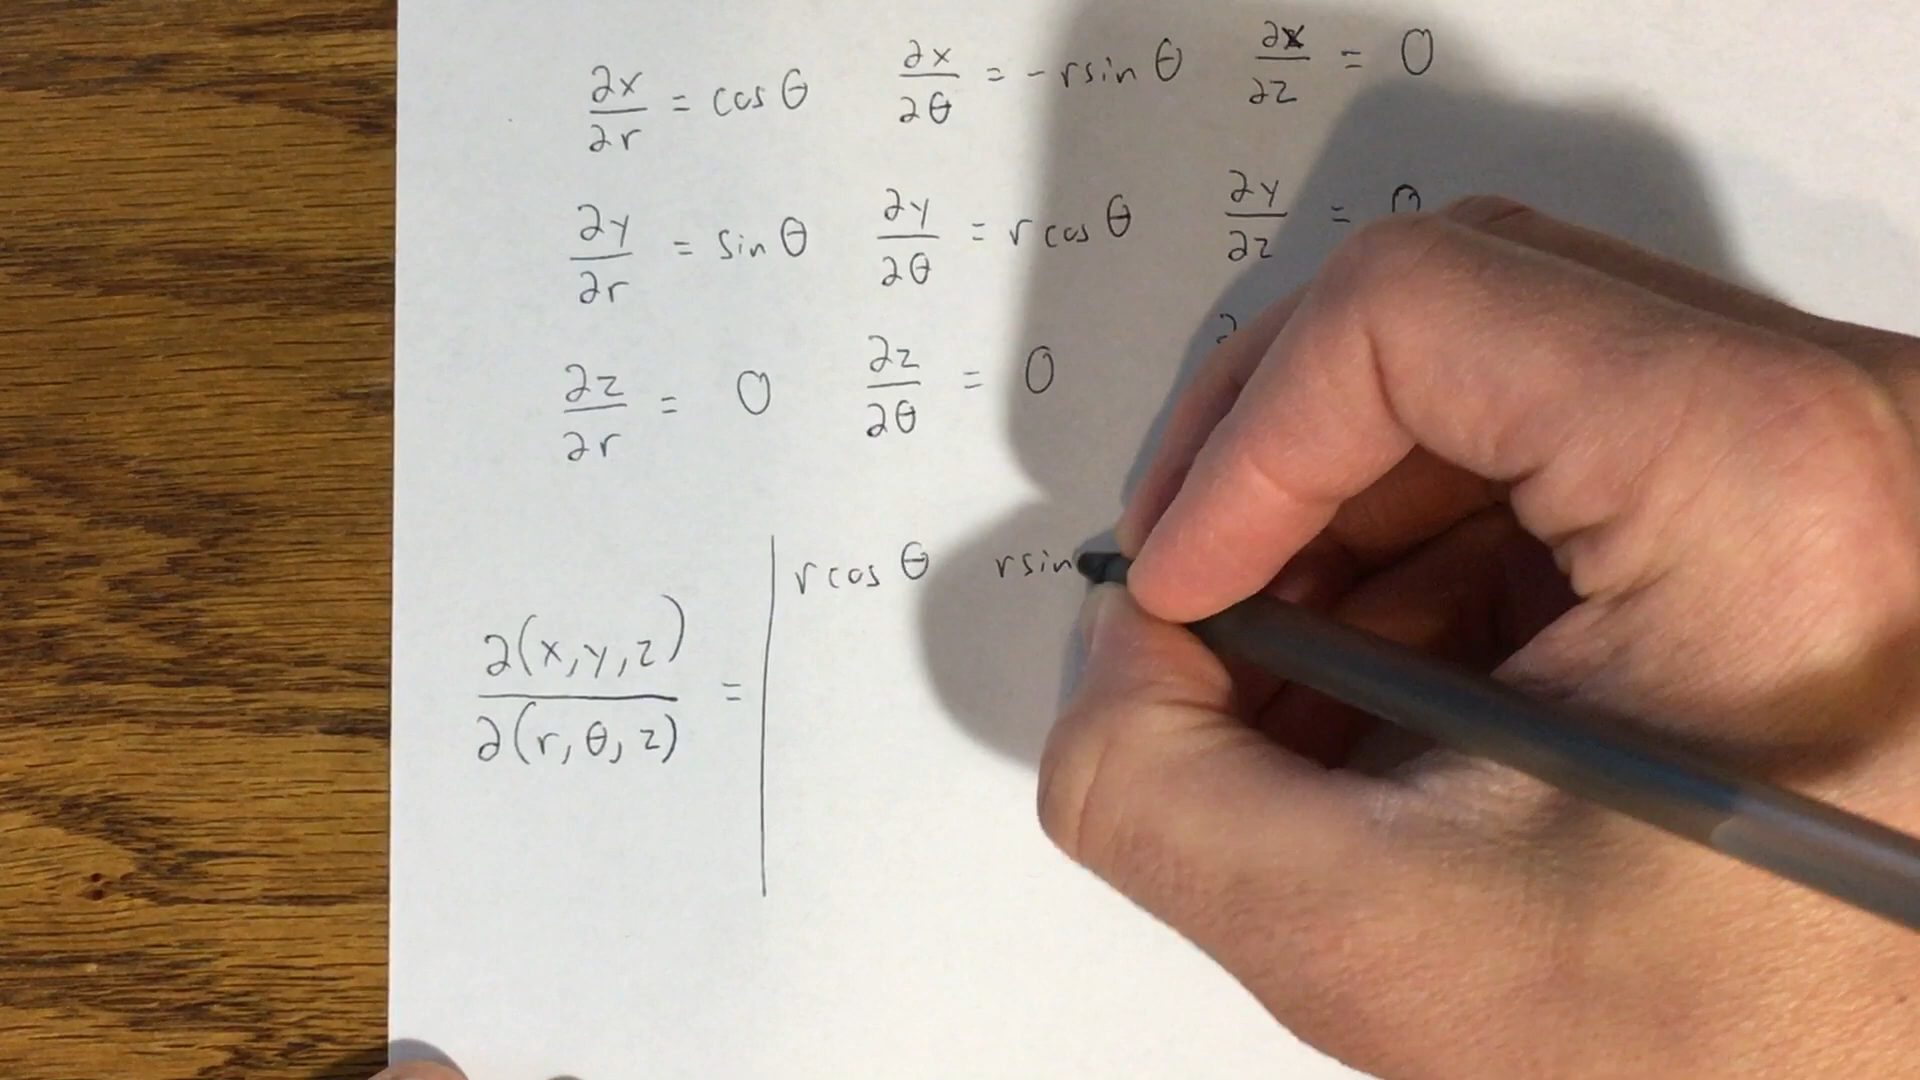 ∂x/∂r = cos θ ∂x/∂θ = -r sin θ ∂x/∂z = 0
∂y/∂r = sin θ ∂y/∂θ = r cos θ ∂y/∂z =
∂z/∂r = 0 ∂z/∂θ = 0
∂(x,y,z)/∂(r,θ,z) = | r cos θ r sin